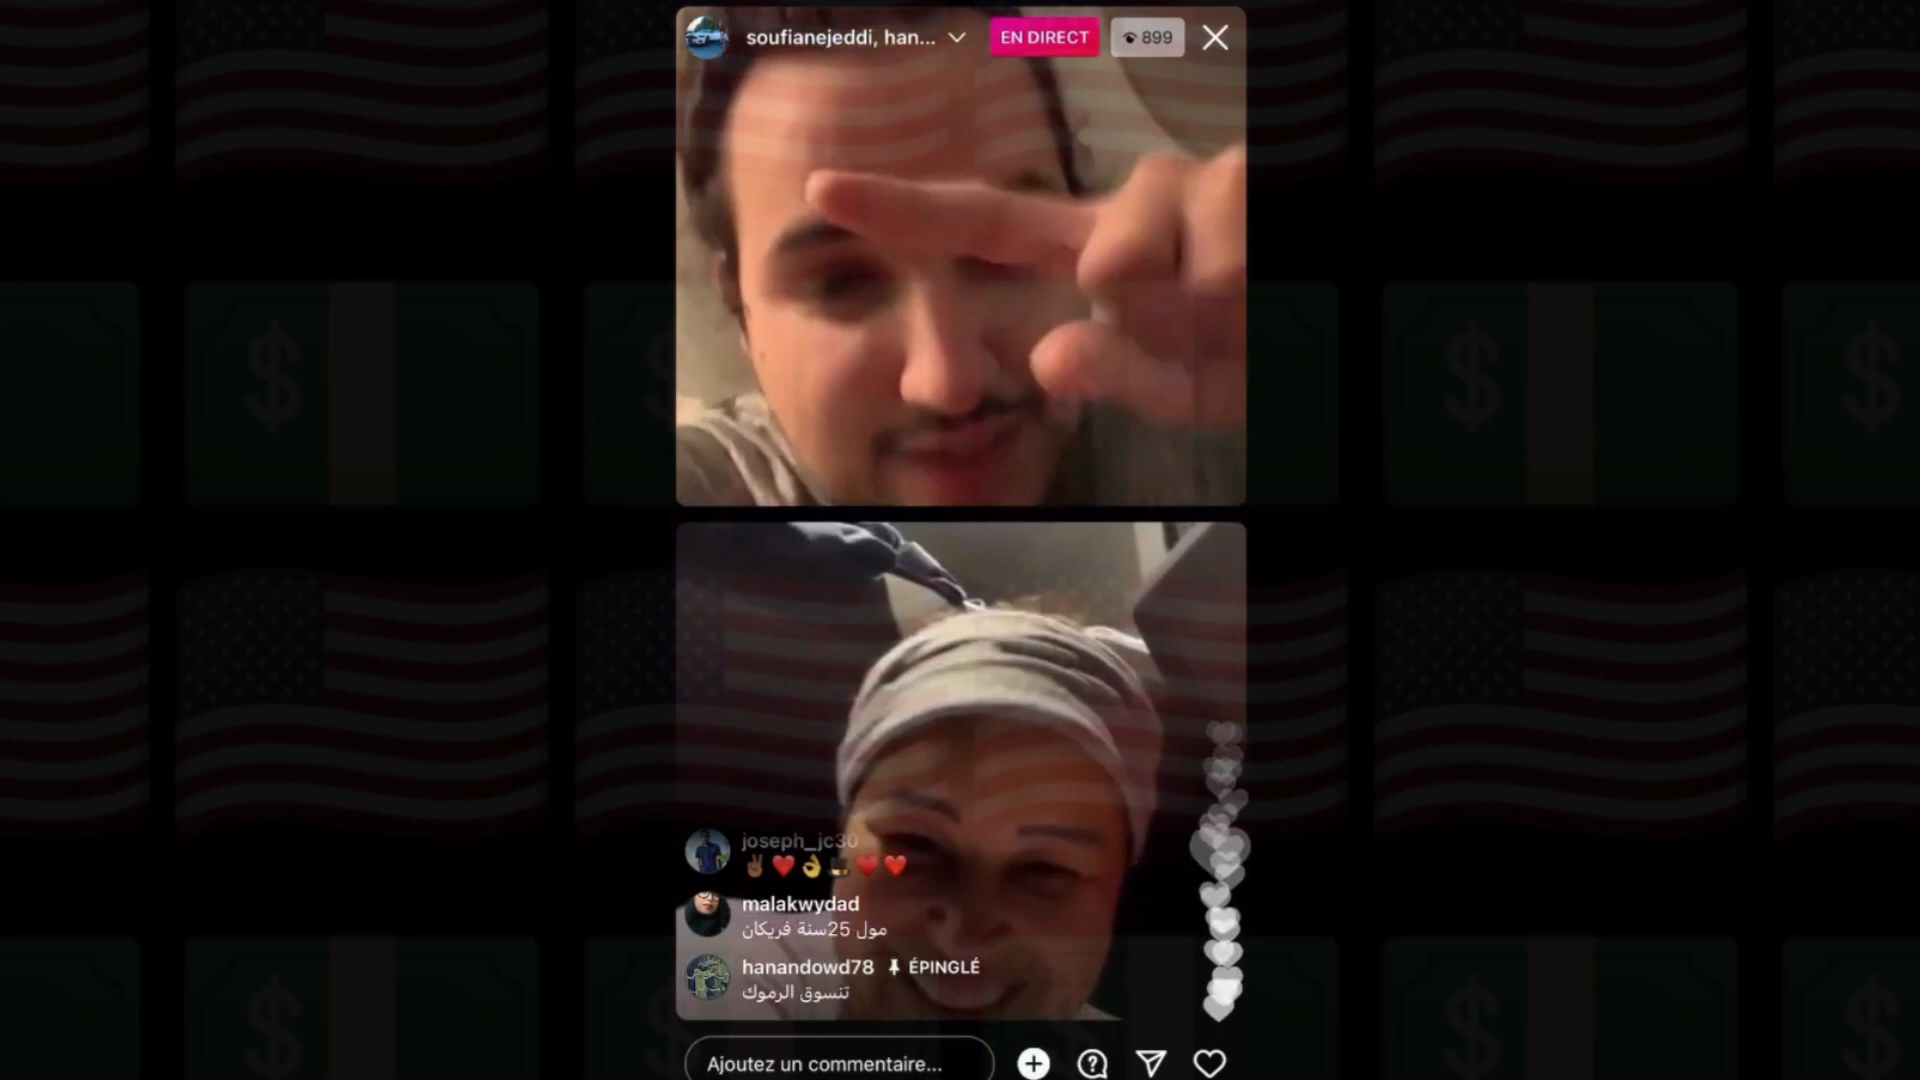 soufianejeddi, han...
EN DIRECT
899
joseph_jc30
malakwydad
مول 25سنة فريكان
hanandowd78 ÉPINGLÉ
تنسوق الرموك
Ajoutez un commentaire...